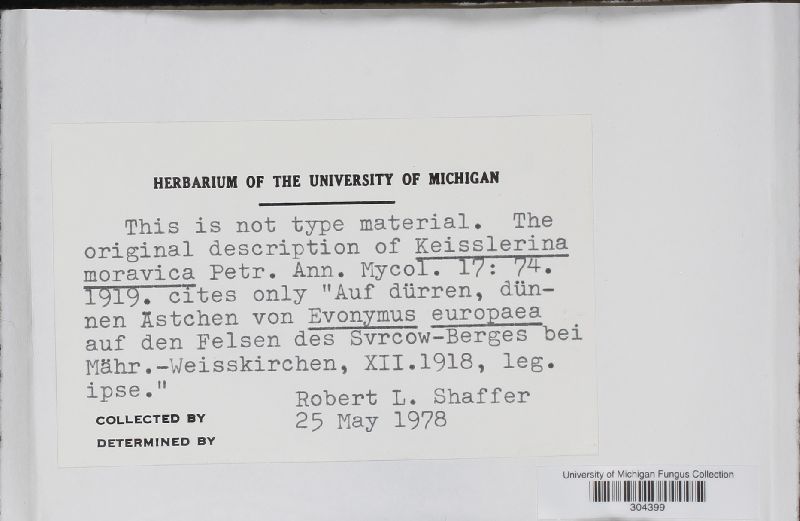 HERBARIUM OF THE UNIVERSITY OF MICHIGAN
This is not type material. The
original description of Keisslerina
moravica Petr. Ann. Mycol. 17: 74.
1919. cites only "Auf dürren, dün-
nen Ästchen von Evonymus europaea
auf den Felsen des Svrcow-Berges bei
Mähr.-Weisskirchen, XII.1918, leg.
ipse."
Robert L. Shaffer
COLLECTED BY
25 May 1978
DETERMINED BY
University of Michigan Fungus Collection
304399